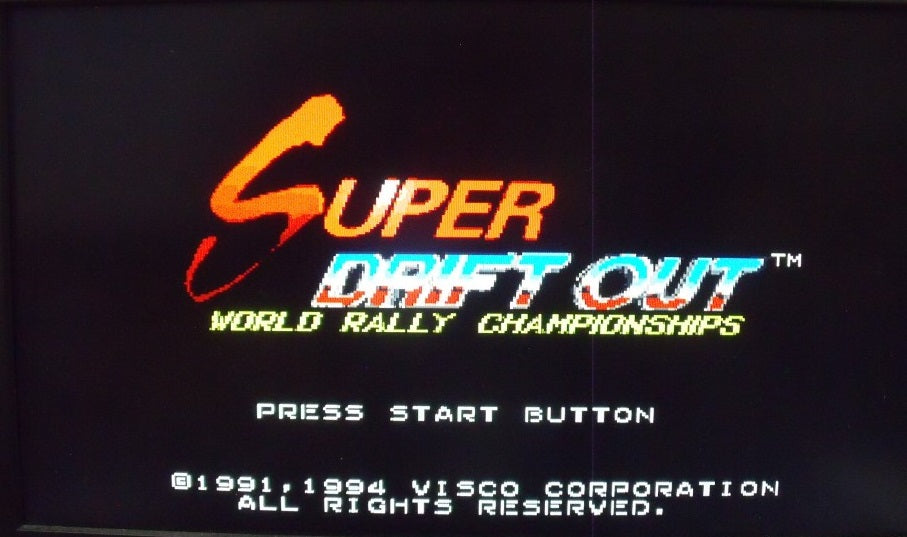 SUPER
DRIFT OUT™
WORLD RALLY CHAMPIONSHIPS
PRESS START BUTTON
©1991,1994 VISCO CORPORATION
ALL RIGHTS RESERVED.